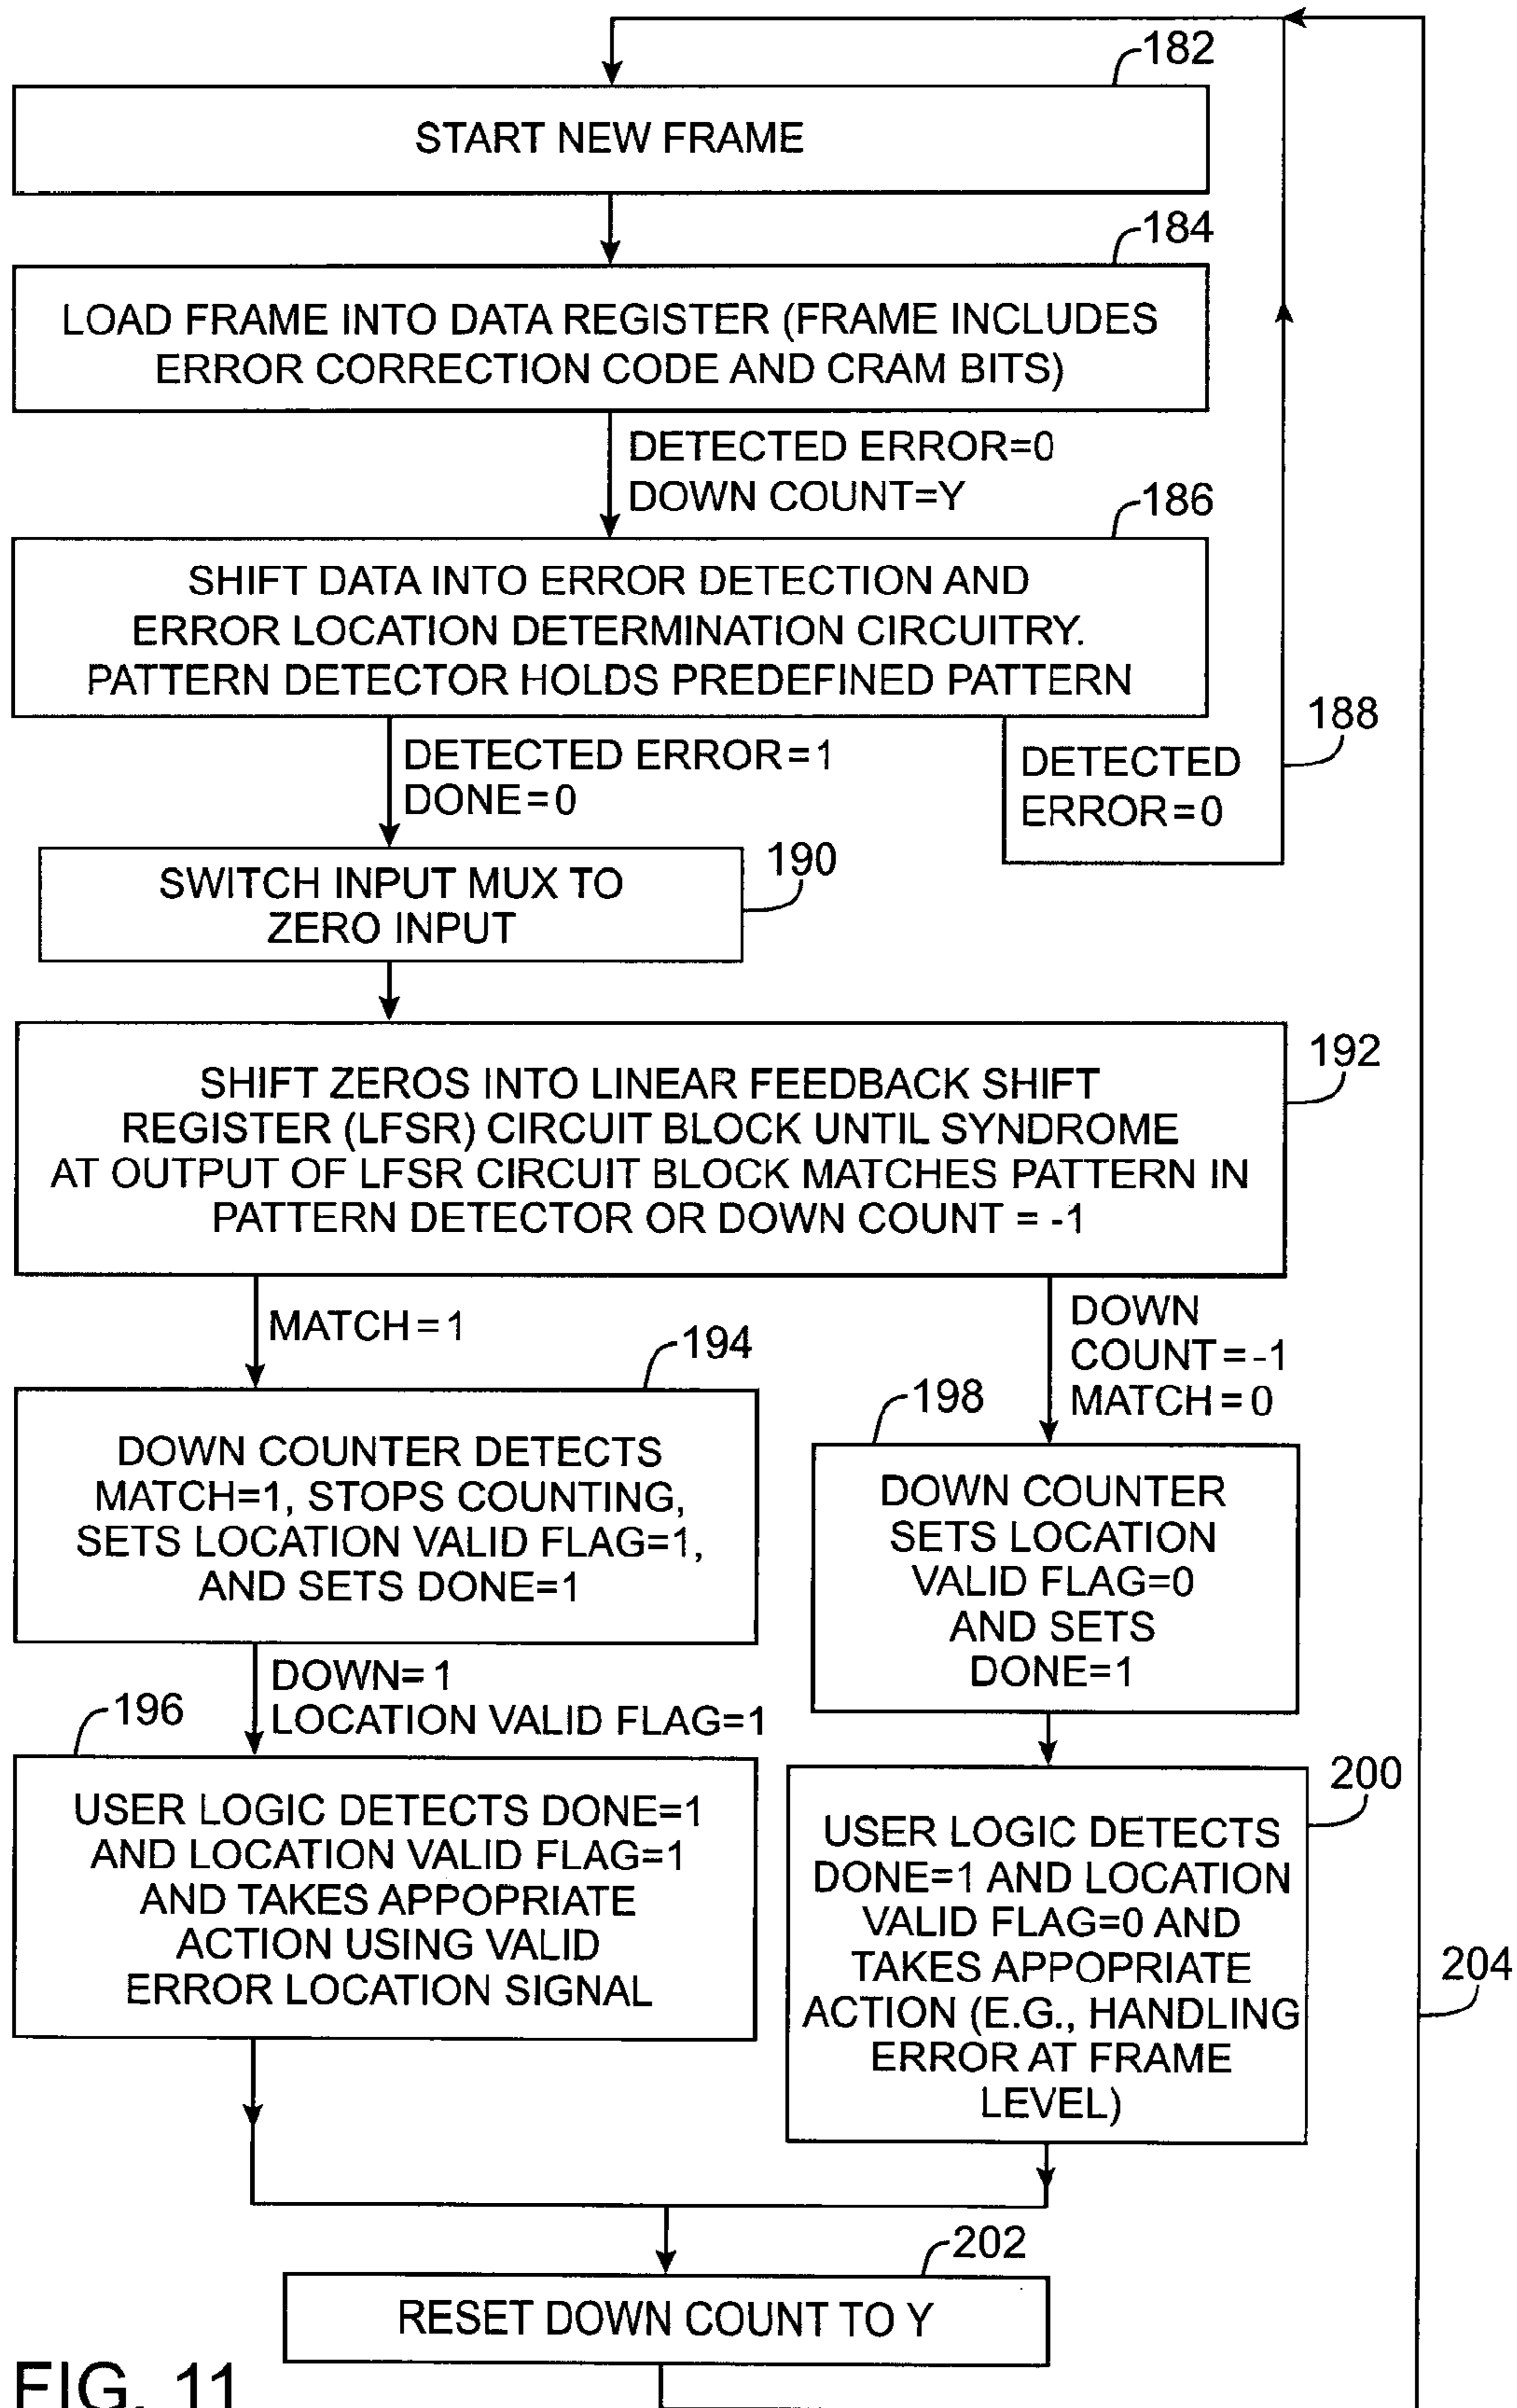 182
START NEW FRAME
184
LOAD FRAME INTO DATA REGISTER (FRAME INCLUDES
ERROR CORRECTION CODE AND CRAM BITS)
DETECTED ERROR=0
DOWN COUNT=Y
186
SHIFT DATA INTO ERROR DETECTION AND
ERROR LOCATION DETERMINATION CIRCUITRY.
PATTERN DETECTOR HOLDS PREDEFINED PATTERN
188
DETECTED ERROR=1
DONE=0
DETECTED
ERROR=0
190
SWITCH INPUT MUX TO
ZERO INPUT
192
SHIFT ZEROS INTO LINEAR FEEDBACK SHIFT
REGISTER (LFSR) CIRCUIT BLOCK UNTIL SYNDROME
AT OUTPUT OF LFSR CIRCUIT BLOCK MATCHES PATTERN IN
PATTERN DETECTOR OR DOWN COUNT = -1
MATCH=1
DOWN
COUNT=-1
MATCH=0
194
DOWN COUNTER DETECTS
MATCH=1, STOPS COUNTING,
SETS LOCATION VALID FLAG=1,
AND SETS DONE=1
198
DOWN COUNTER
SETS LOCATION
VALID FLAG=0
AND SETS
DONE=1
DOWN=1
LOCATION VALID FLAG=1
196
USER LOGIC DETECTS DONE=1
AND LOCATION VALID FLAG=1
AND TAKES APPOPRIATE
ACTION USING VALID
ERROR LOCATION SIGNAL
200
USER LOGIC DETECTS
DONE=1 AND LOCATION
VALID FLAG=0 AND
TAKES APPOPRIATE
ACTION (E.G., HANDLING
ERROR AT FRAME
LEVEL)
204
202
RESET DOWN COUNT TO Y
FIG. 11